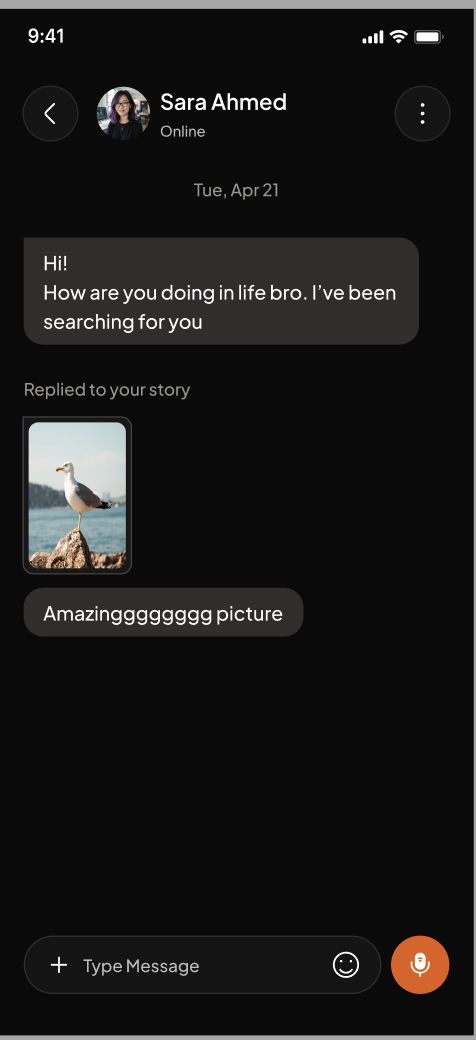 9:41
Sara Ahmed
Online
Tue, Apr 21
Hi!
How are you doing in life bro. I’ve been
searching for you
Replied to your story
Amazingggggggg picture
Type Message